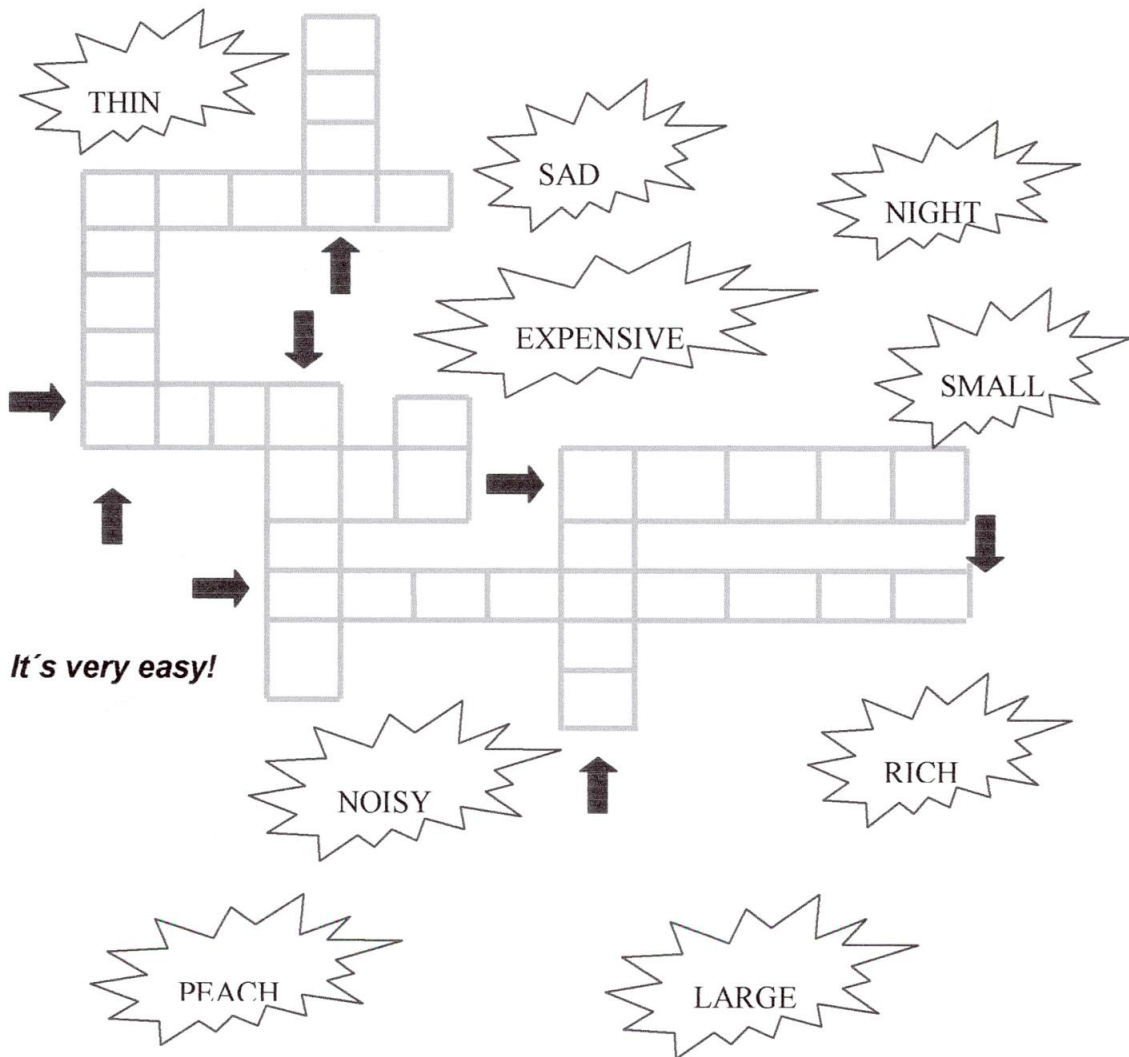 THIN
SAD
NIGHT
EXPENSIVE
SMALL
It´s very easy!
NOISY
RICH
PEACH
LARGE